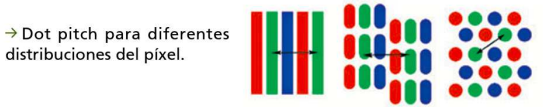 → Dot pitch para diferentes
distribuciones del píxel.